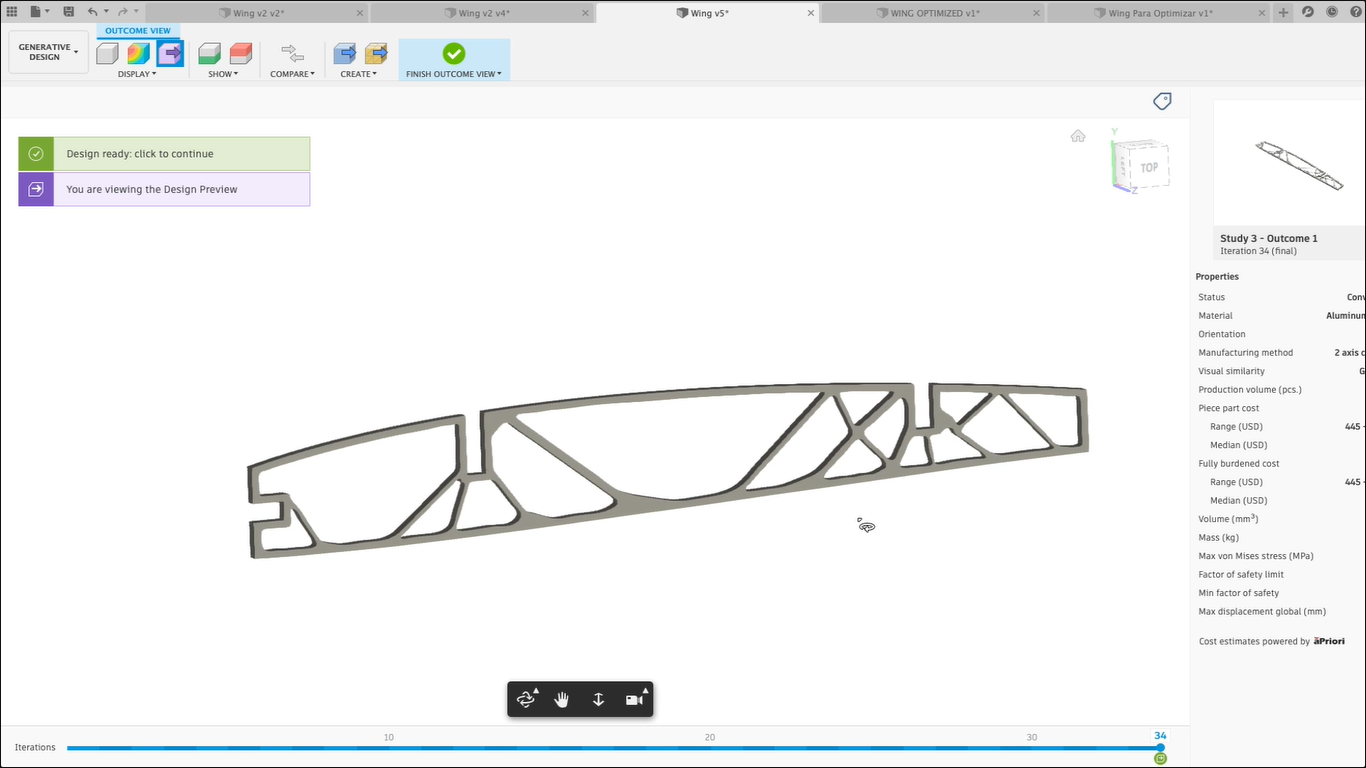 Wing v2 v2*
Wing v2 v4*
Wing v5*
WING OPTIMIZED v1*
Wing Para Optimizar v1*
GENERATIVE
DESIGN
OUTCOME VIEW
DISPLAY
SHOW
COMPARE
CREATE
FINISH OUTCOME VIEW
Design ready: click to continue
You are viewing the Design Preview
Y
TOP
Z
Study 3 - Outcome 1
Iteration 34 (final)
Properties
Status Conv
Material Aluminum
Orientation
Manufacturing method 2 axis c
Visual similarity G
Production volume (pcs.)
Piece part cost
Range (USD) 445 -
Median (USD)
Fully burdened cost
Range (USD) 445 -
Median (USD)
Volume (mm³)
Mass (kg)
Max von Mises stress (MPa)
Factor of safety limit
Min factor of safety
Max displacement global (mm)
Cost estimates powered by aPriori
Iterations 10 20 30 34